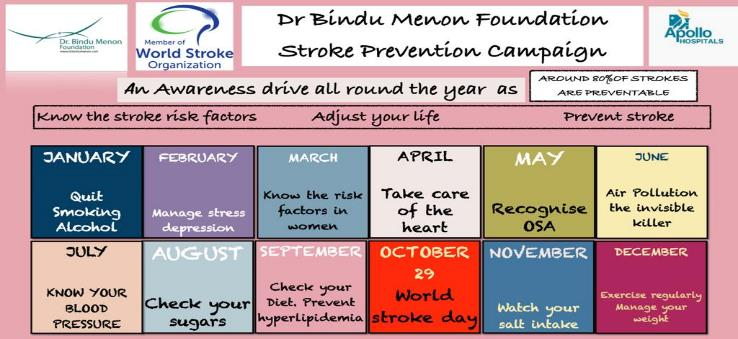 Dr. Bindu Menon
Foundation
Member of
World Stroke
Organization
Dr Bindu Menon Foundation
Stroke Prevention Campaign
Apollo
HOSPITALS
An Awareness drive all round the year as
AROUND 80%OF STROKES
ARE PREVENTABLE
Know the stroke risk factors
Adjust your life
Prevent stroke
JANUARY
Quit
Smoking
Alcohol
FEBRUARY
Manage stress
depression
MARCH
Know the risk
factors in
women
APRIL
Take care
of the
heart
MAY
Recognise
OSA
JUNE
Air Pollution
the invisible
killer
JULY
KNOW YOUR
BLOOD
PRESSURE
AUGUST
Check your
sugars
SEPTEMBER
Check your
Diet. Prevent
hyperlipidemia
OCTOBER
29
World
stroke day
NOVEMBER
Watch your
salt intake
DECEMBER
Exercise regularly
Manage your
weight